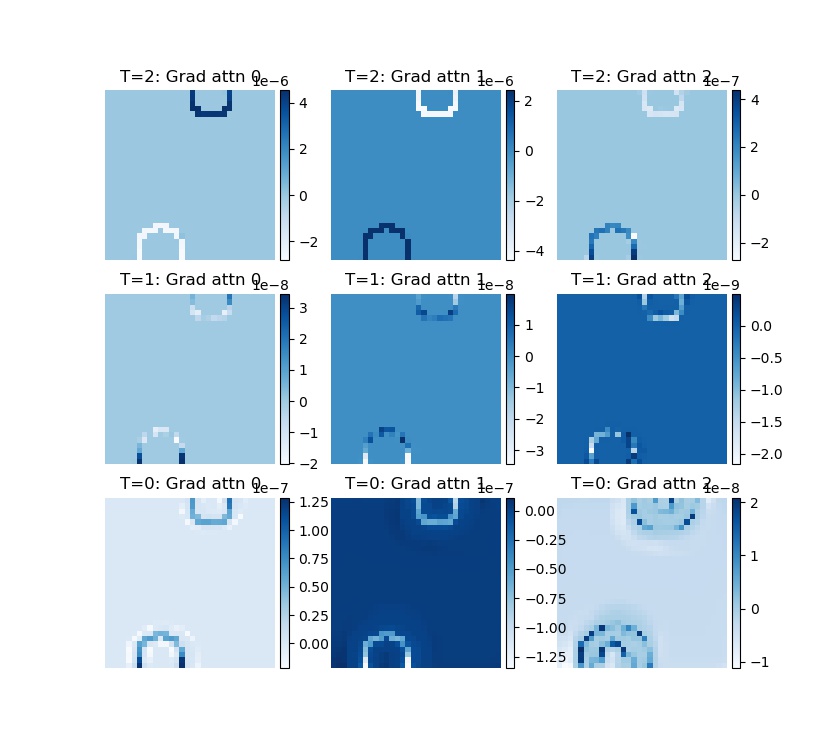 T=2: Grad attn 0
1e−6
4
2
0
−2
T=2: Grad attn 1
1e−6
2
0
−2
−4
T=2: Grad attn 2
1e−7
4
2
0
−2
T=1: Grad attn 0
1e−8
3
2
1
0
−1
−2
T=1: Grad attn 1
1e−8
1
0
−1
−2
−3
T=1: Grad attn 2
1e−9
0.0
−0.5
−1.0
−1.5
−2.0
T=0: Grad attn 0
1e−7
1.25
1.00
0.75
0.50
0.25
0.00
T=0: Grad attn 1
1e−7
0.00
−0.25
−0.50
−0.75
−1.00
−1.25
T=0: Grad attn 2
1e−8
2
1
0
−1